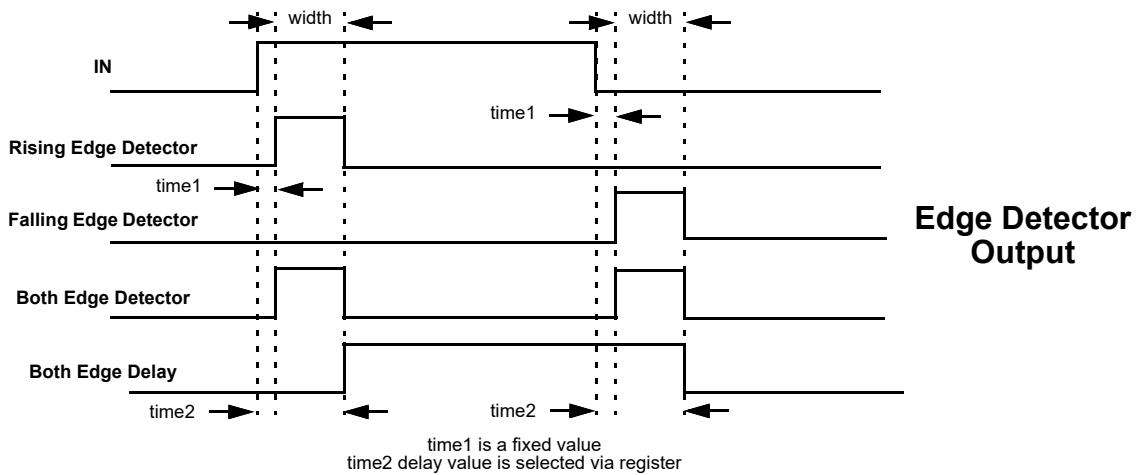 width
width
IN
time1
Rising Edge Detector
time1
Falling Edge Detector
Edge Detector
Output
Both Edge Detector
Both Edge Delay
time2
time2
time1 is a fixed value
time2 delay value is selected via register